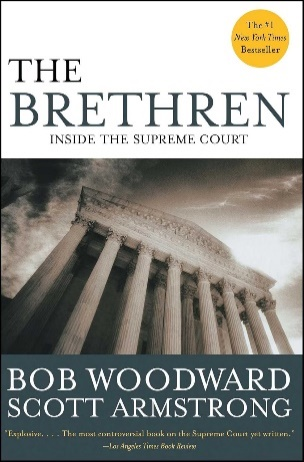 The #1
New York Times
Bestseller
THE
BRETHREN
INSIDE THE SUPREME COURT
BOB WOODWARD
SCOTT ARMSTRONG
"Explosive. . . . The most controversial book on the Supreme Court yet written."
—Los Angeles Times Book Review